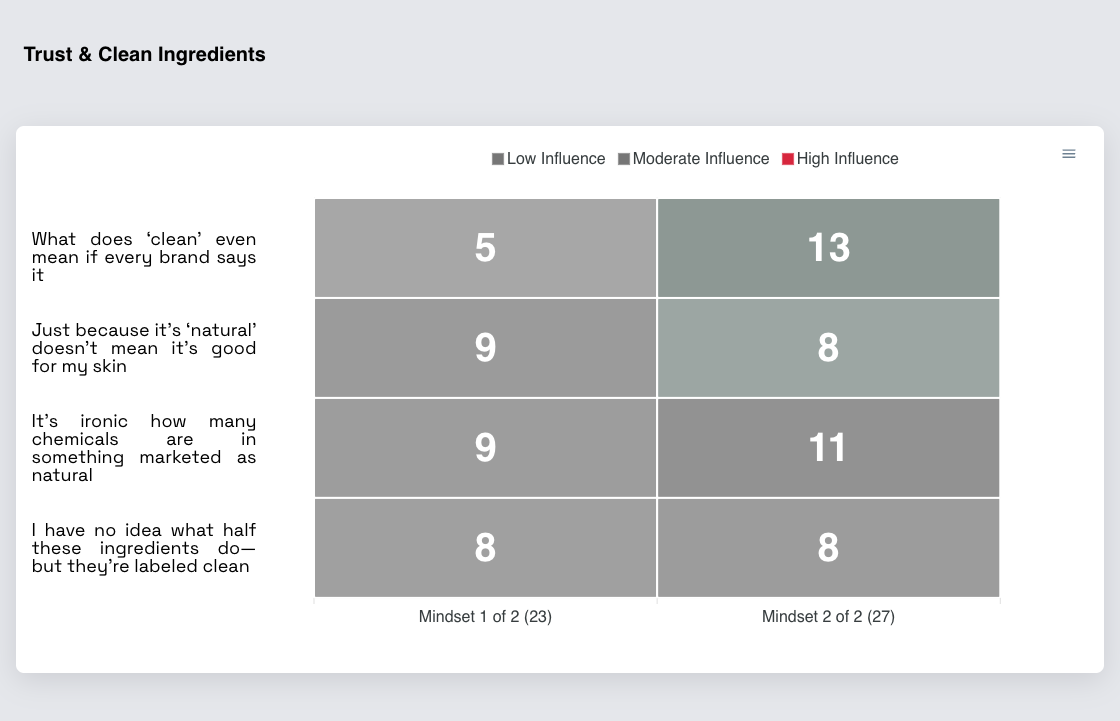 Trust & Clean Ingredients
Low Influence Moderate Influence High Influence
What does ‘clean’ even
mean if every brand says
it
5 13
Just because it’s ‘natural’
doesn’t mean it’s good
for my skin
9 8
It’s ironic how many
chemicals are in
something marketed as
natural
9 11
I have no idea what half
these ingredients do—
but they’re labeled clean
8 8
Mindset 1 of 2 (23) Mindset 2 of 2 (27)